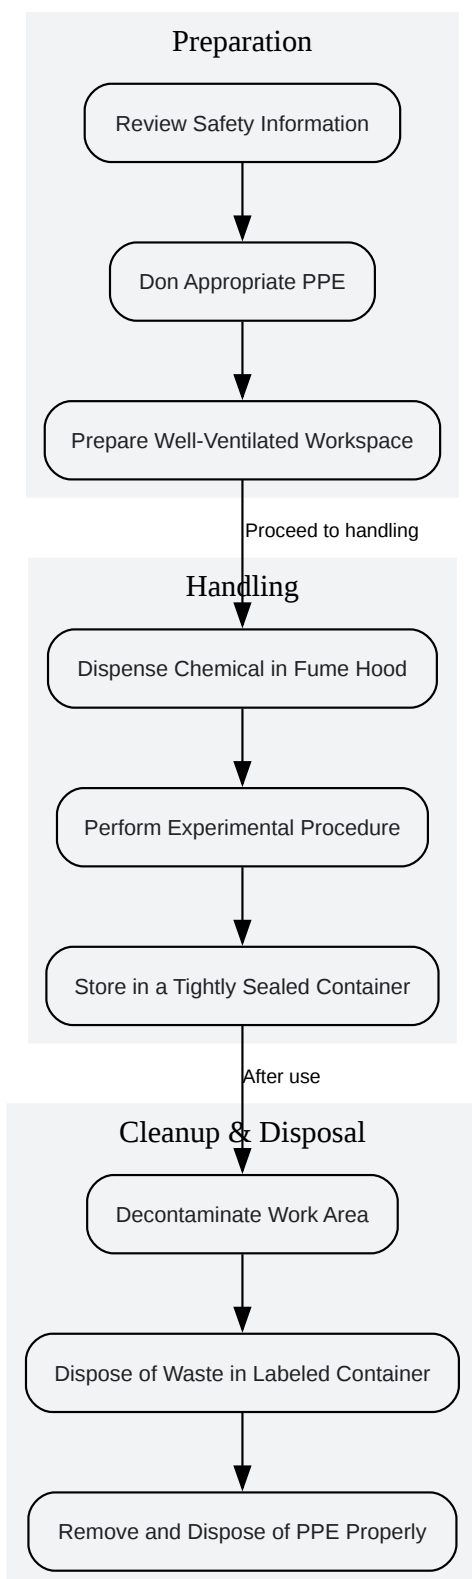 Preparation
Review Safety Information
Don Appropriate PPE
Prepare Well-Ventilated Workspace
Proceed to handling
Handling
Dispense Chemical in Fume Hood
Perform Experimental Procedure
Store in a Tightly Sealed Container
After use
Cleanup & Disposal
Decontaminate Work Area
Dispose of Waste in Labeled Container
Remove and Dispose of PPE Properly